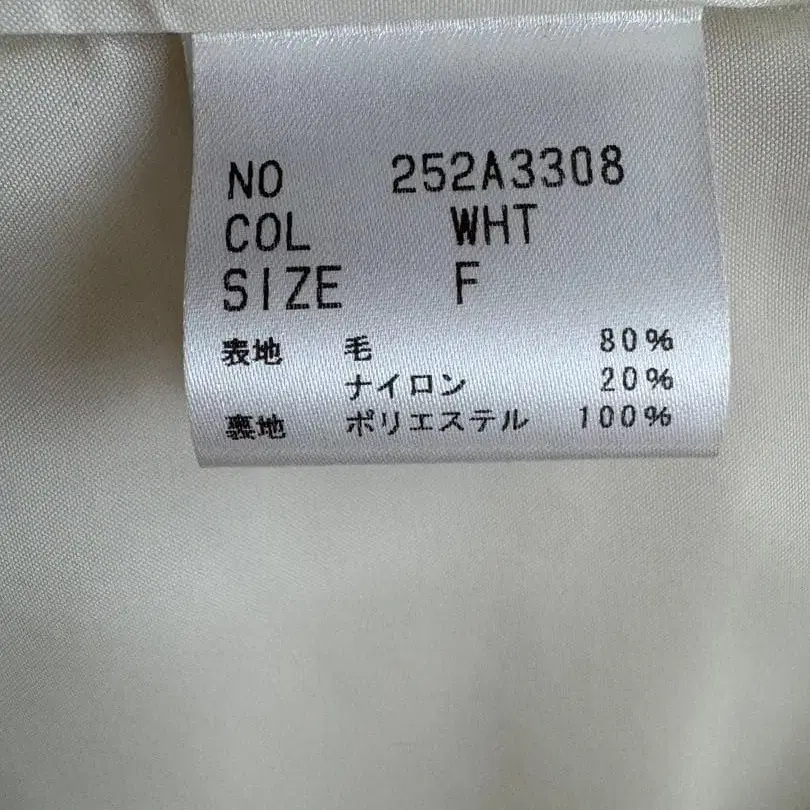 NO 252A3308
COL WHT
SIZE F
表地 毛 80%
ナイロン 20%
裏地 ポリエステル 100%